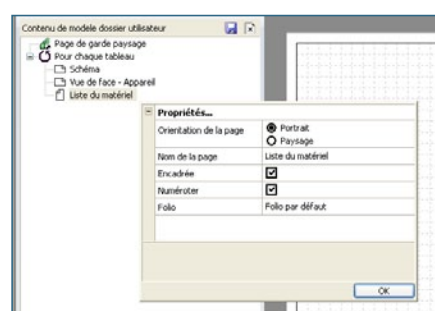 Contenu de modele dossier utilisateur
Page de garde paysage
Pour chaque tableau
Schéma
Vue de face - Appareil
Liste du matériel
Propriétés...
Orientation de la page
Portrait
Paysage
Nom de la page
Liste du matériel
Encadrée
Numéroter
Folio
Folio par défaut
OK